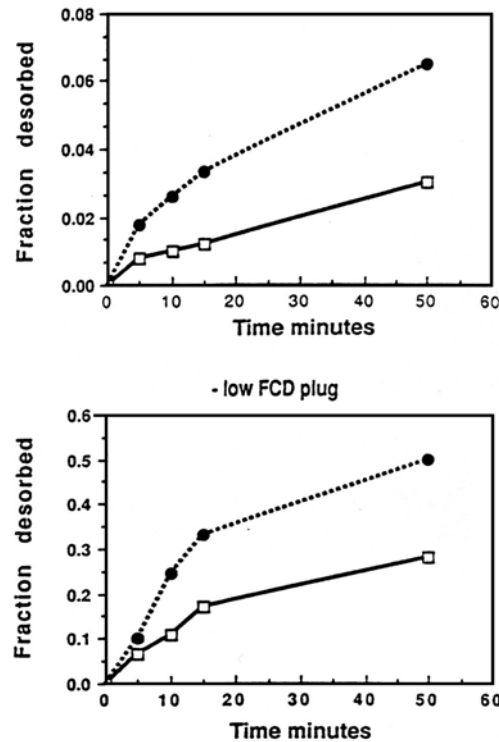 0.08
0.06
0.04
0.02
0.00
Fraction desorbed
0 10 20 30 40 50 60
Time minutes
- low FCD plug
0.6
0.5
0.4
0.3
0.2
0.1
0.0
Fraction desorbed
0 10 20 30 40 50 60
Time minutes